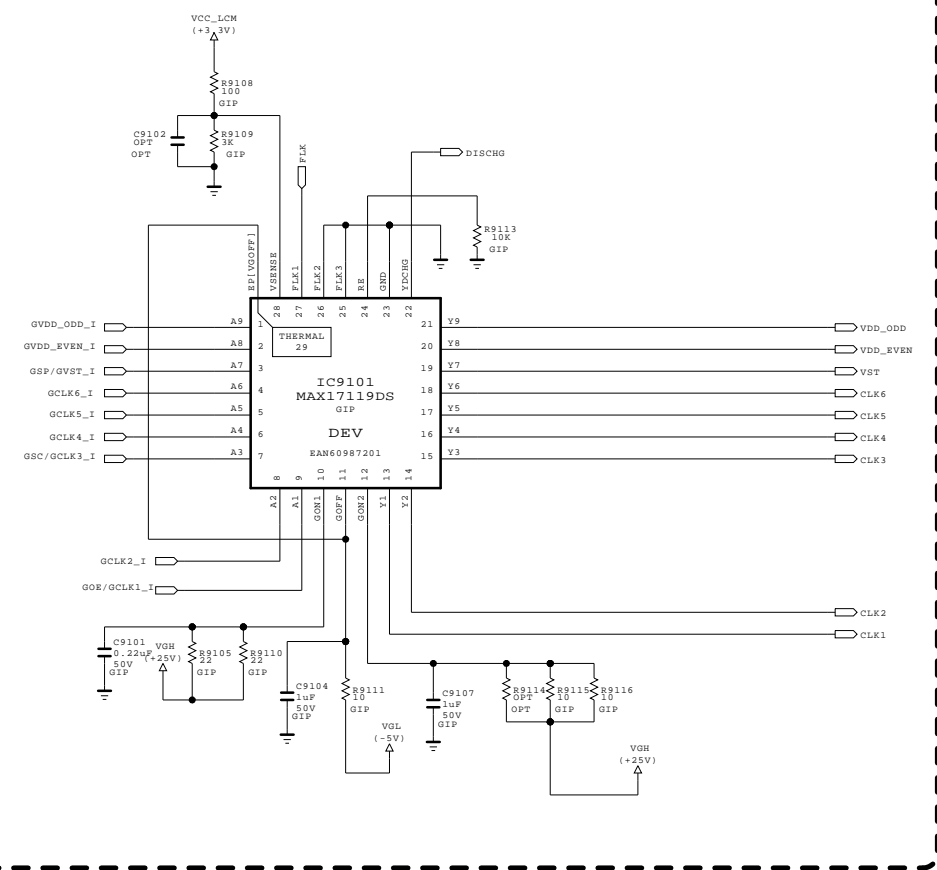 VCC_LCM
(+3.3V)
R9108
100
GIP
C9102
OPT
OPT
R9109
3K
GIP
FLK
DISCHG
R9113
10K
GIP
EP[VGOFF]
VSENSE
FLK1
FLK2
FLK3
RE
GND
YDCHG
28
27
26
25
24
23
22
GVDD_ODD_I
A9
1
THERMAL
29
21
Y9
VDD_ODD
GVDD_EVEN_I
A8
2
20
Y8
VDD_EVEN
GSP/GVST_I
A7
3
19
Y7
VST
GCLK6_I
A6
4
IC9101
MAX17119DS
GIP
18
Y6
CLK6
GCLK5_I
A5
5
17
Y5
CLK5
GCLK4_I
A4
6
DEV
16
Y4
CLK4
GSC/GCLK3_I
A3
7
EAN60987201
15
Y3
CLK3
8
9
10
11
12
13
14
A2
A1
GON1
GOFF
GON2
Y1
Y2
GCLK2_I
GOE/GCLK1_I
CLK2
CLK1
C9101
0.22uF
50V
GIP
VGH
(+25V)
R9105
22
GIP
R9110
22
GIP
C9104
1uF
50V
GIP
R9111
10
GIP
VGL
(-5V)
C9107
1uF
50V
GIP
R9114
OPT
OPT
R9115
10
GIP
R9116
10
GIP
VGH
(+25V)